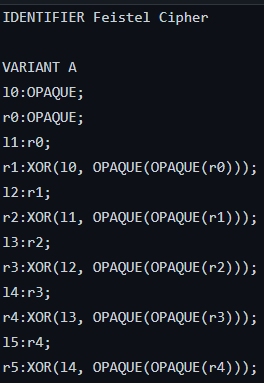 IDENTIFIER Feistel Cipher

VARIANT A
l0:OPAQUE;
r0:OPAQUE;
l1:r0;
r1:XOR(l0, OPAQUE(OPAQUE(r0)));
l2:r1;
r2:XOR(l1, OPAQUE(OPAQUE(r1)));
l3:r2;
r3:XOR(l2, OPAQUE(OPAQUE(r2)));
l4:r3;
r4:XOR(l3, OPAQUE(OPAQUE(r3)));
l5:r4;
r5:XOR(l4, OPAQUE(OPAQUE(r4)));